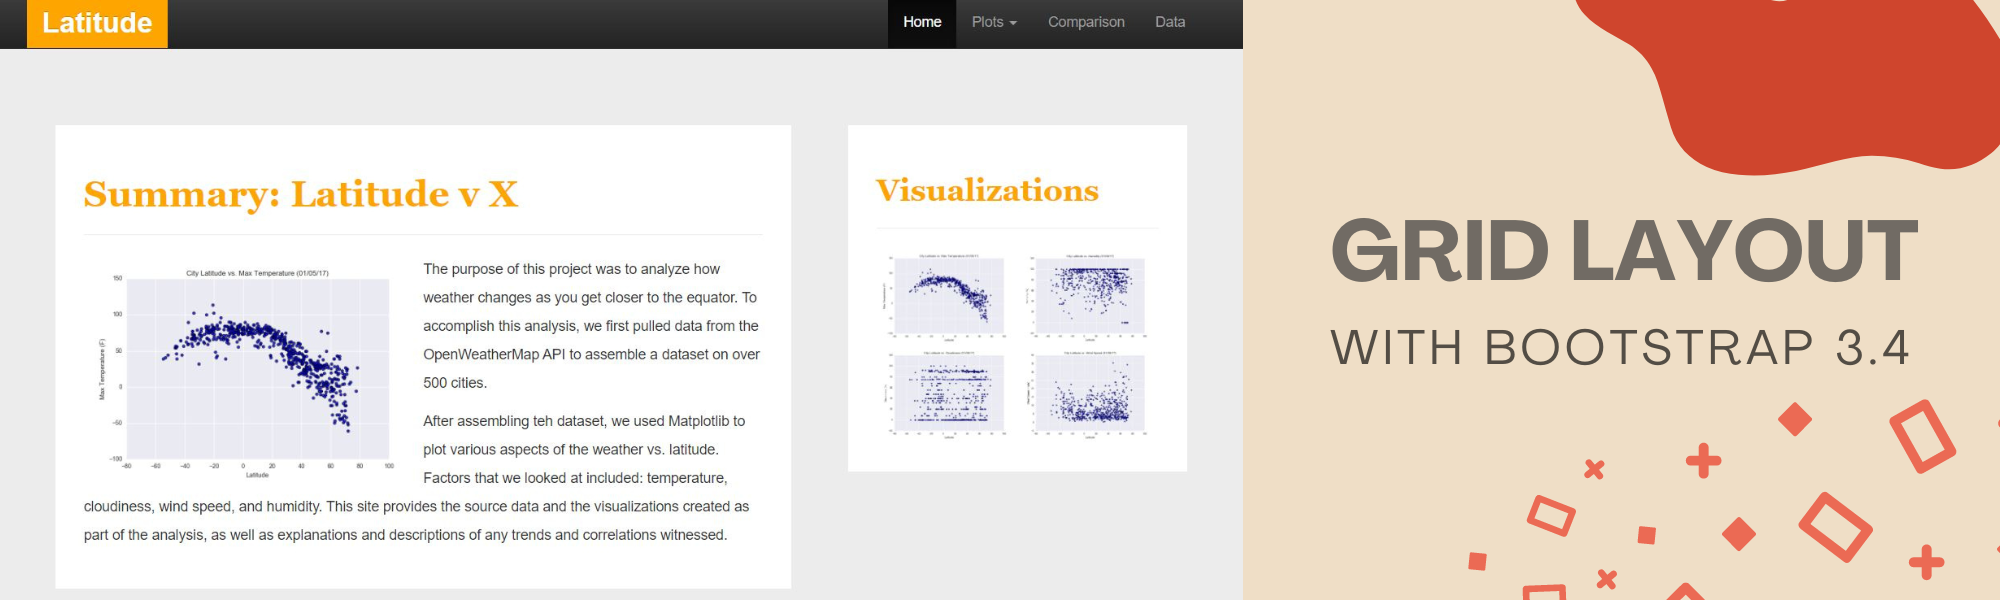 Latitude
Home Plots Comparison Data
Summary: Latitude v X
City Latitude vs. Max Temperature (01/05/17)
150
100
50
0
−50
−100
Max Temperature (F)
−80 −60 −40 −20 0 20 40 60 80 100
Latitude
The purpose of this project was to analyze how
weather changes as you get closer to the equator. To
accomplish this analysis, we first pulled data from the
OpenWeatherMap API to assemble a dataset on over
500 cities.
After assembling teh dataset, we used Matplotlib to
plot various aspects of the weather vs. latitude.
Factors that we looked at included: temperature,
cloudiness, wind speed, and humidity. This site provides the source data and the visualizations created as
part of the analysis, as well as explanations and descriptions of any trends and correlations witnessed.
Visualizations
GRID LAYOUT
WITH BOOTSTRAP 3.4